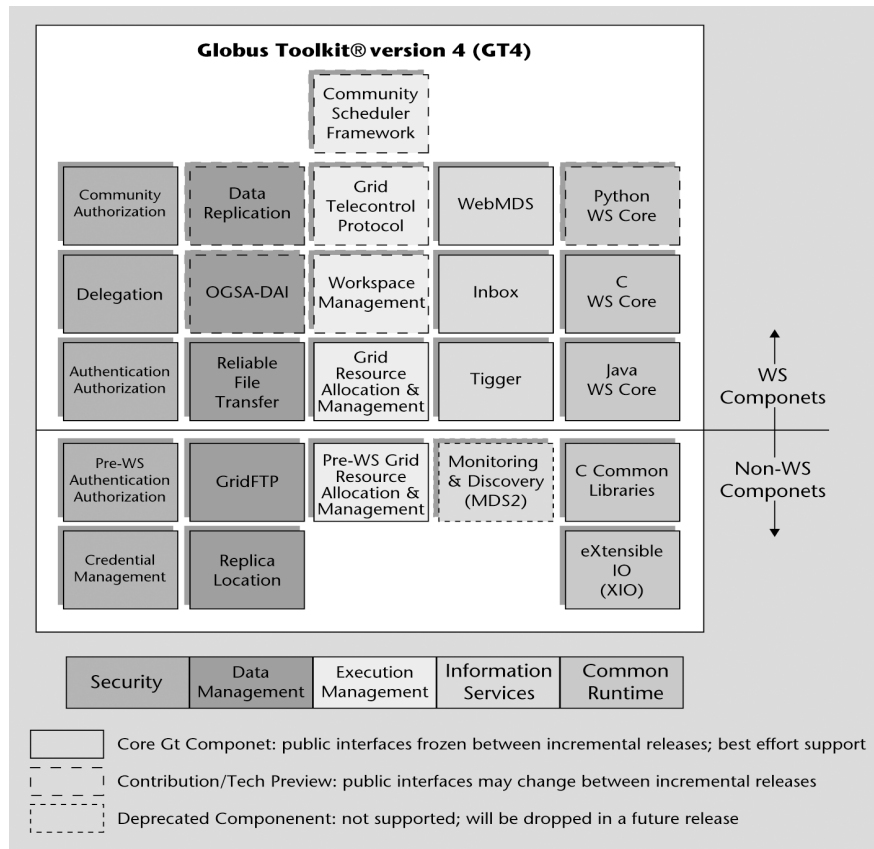 Globus Toolkit® version 4 (GT4)
Community
Scheduler
Framework
Community
Authorization
Data
Replication
Grid
Telecontrol
Protocol
WebMDS
Python
WS Core
Delegation
OGSA-DAI
Workspace
Management
Inbox
C
WS Core
Authentication
Authorization
Reliable
File
Transfer
Grid
Resource
Allocation &
Management
Tigger
Java
WS Core
WS
Componets
Pre-WS
Authentication
Authorization
GridFTP
Pre-WS Grid
Resource
Allocation &
Management
Monitoring
& Discovery
(MDS2)
C Common
Libraries
Non-WS
Componets
Credential
Management
Replica
Location
eXtensible
IO
(XIO)
Security
Data
Management
Execution
Management
Information
Services
Common
Runtime
Core Gt Componet: public interfaces frozen between incremental releases; best effort support
Contribution/Tech Preview: public interfaces may change between incremental releases
Deprecated Componenent: not supported; will be dropped in a future release